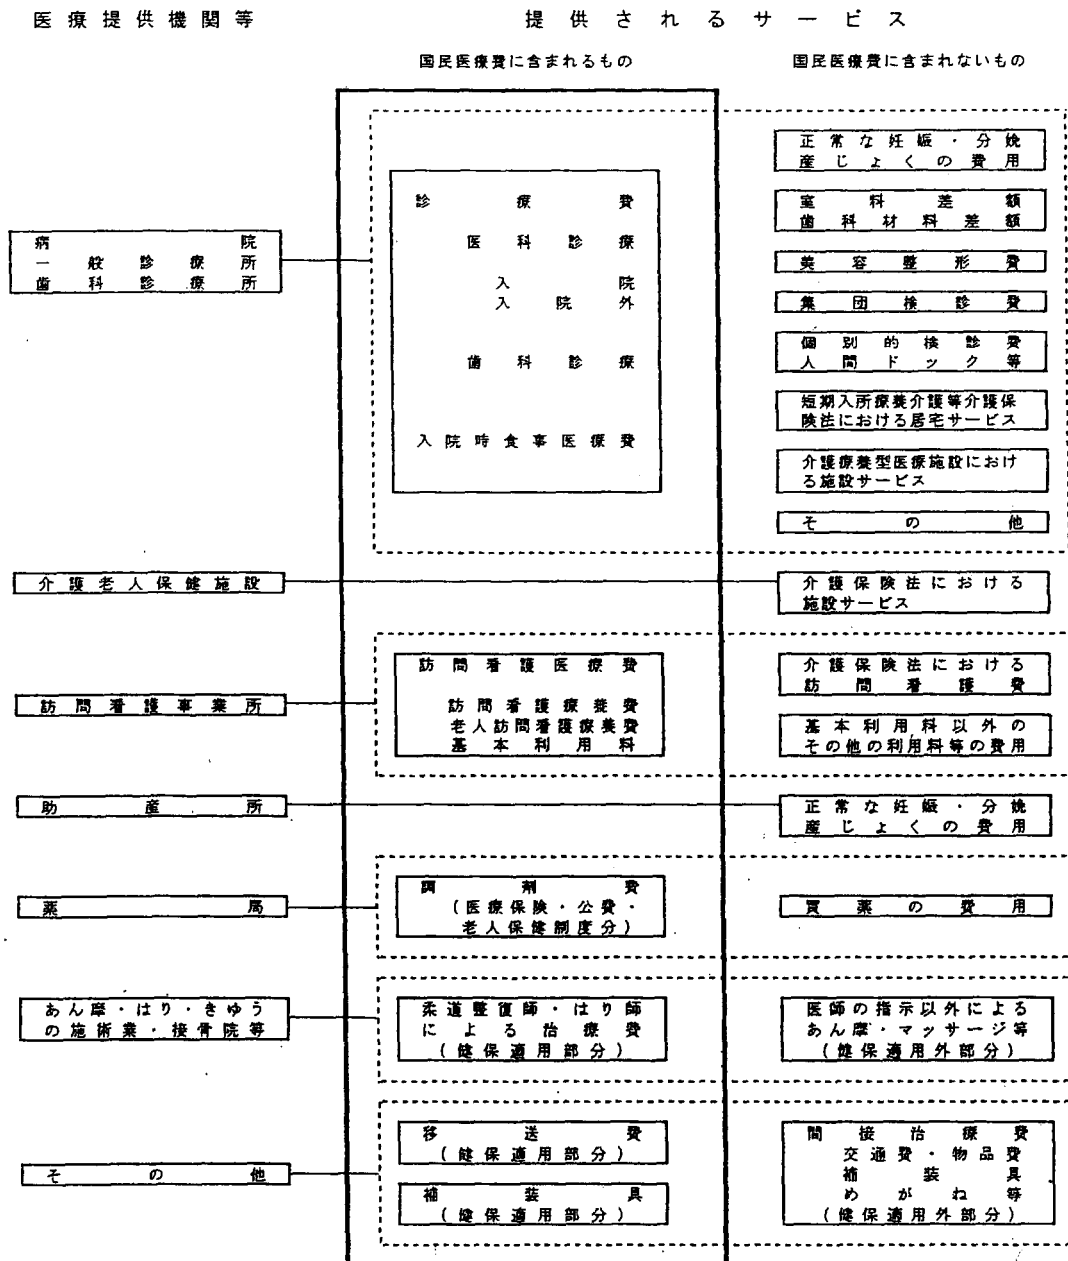 医療提供機関等
提供されるサービス
国民医療費に含まれるもの
国民医療費に含まれないもの
病院
一般診療所
歯科診療所
診療費
医科診療
入院
入院外
歯科診療
入院時食事医療費
正常な妊娠・分娩
産じょくの費用
室料差額
歯科材料差額
美容整形費
集団検診費
個別的検診費
人間ドック等
短期入所療養介護等介護保
険法における居宅サービス
介護療養型医療施設におけ
る施設サービス
その他
介護老人保健施設
介護保険法における
施設サービス
訪問看護事業所
訪問看護医療費
訪問看護療養費
老人訪問看護療養費
基本利用料
介護保険法における
訪問看護費
基本利用料以外の
その他の利用料等の費用
助産所
正常な妊娠・分娩
産じょくの費用
薬局
調剤費
(医療保険・公費・
老人保健制度分)
買薬の費用
あん摩・はり・きゅう
の施術業・接骨院等
柔道整復師・はり師
による治療費
(健保適用部分)
医師の指示以外による
あん摩・マッサージ等
(健保適用外部分)
その他
移送費
(健保適用部分)
補装具
(健保適用部分)
間接治療費
交通費・物品費
補装具
めがね等
(健保適用外部分)